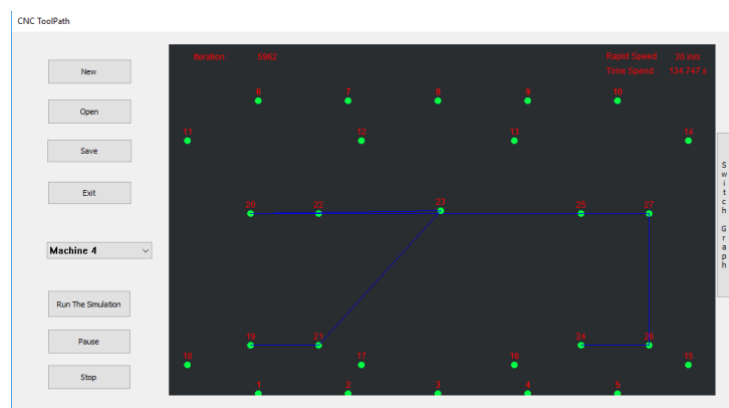 CNC ToolPath
New
Open
Save
Exit
Machine 4
Run The Simulation
Pause
Stop
Iteration 5962
Rapid Speed 30 m/s
Time Spend 134.747 s
6 7 8 9 10
11 12 13 14
20 22 23 25 27
19 21 24 26
18 17 16 15
1 2 3 4 5
Switch Graph